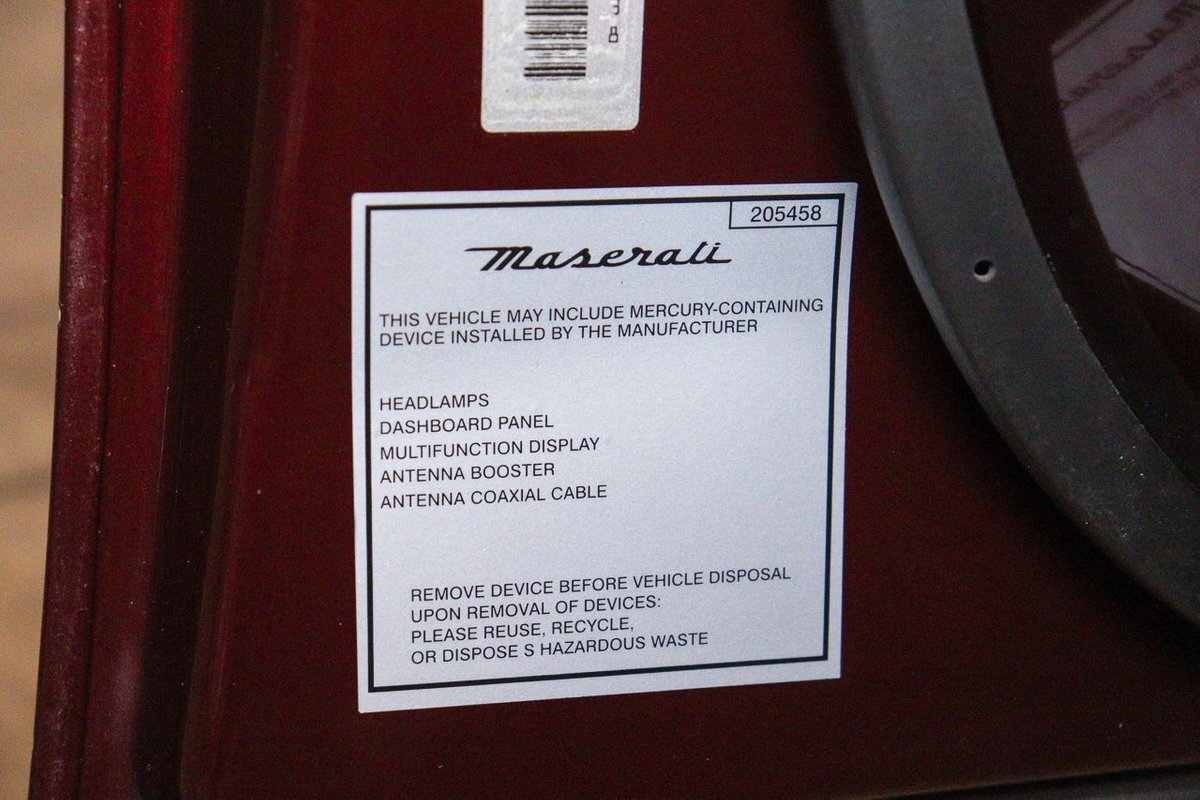 38
205458
Maserati
THIS VEHICLE MAY INCLUDE MERCURY-CONTAINING
DEVICE INSTALLED BY THE MANUFACTURER
HEADLAMPS
DASHBOARD PANEL
MULTIFUNCTION DISPLAY
ANTENNA BOOSTER
ANTENNA COAXIAL CABLE
REMOVE DEVICE BEFORE VEHICLE DISPOSAL
UPON REMOVAL OF DEVICES:
PLEASE REUSE, RECYCLE,
OR DISPOSE S HAZARDOUS WASTE